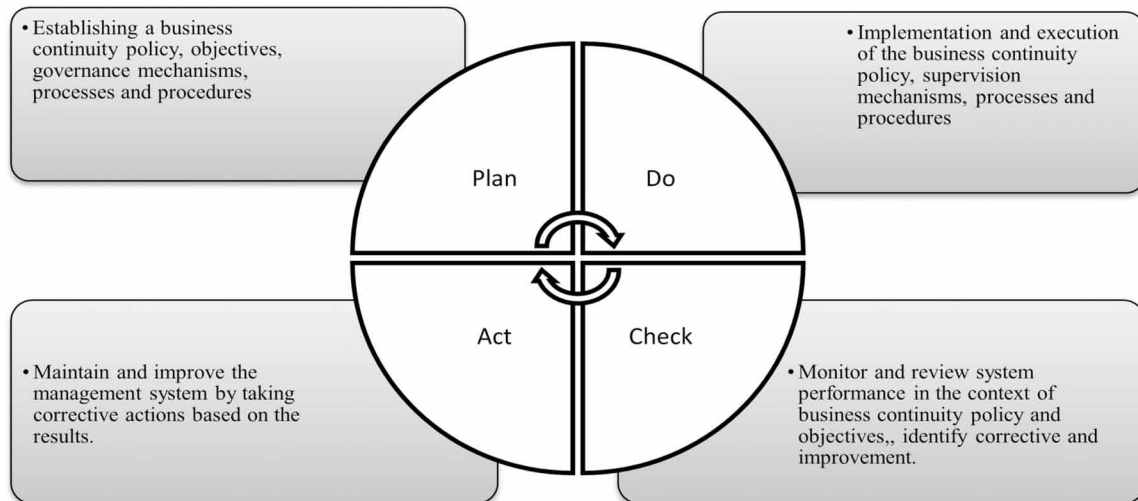 • Establishing a business
continuity policy, objectives,
governance mechanisms,
processes and procedures
• Implementation and execution
of the business continuity
policy, supervision
mechanisms, processes and
procedures
Plan
Do
Act
Check
• Maintain and improve the
management system by taking
corrective actions based on the
results.
• Monitor and review system
performance in the context of
business continuity policy and
objectives,, identify corrective and
improvement.